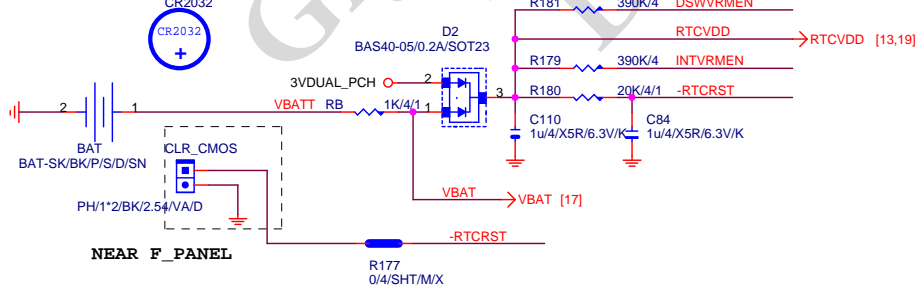 CR2032
CR2032
+
R181 390K/4 DSWVRMEN
D2
BAS40-05/0.2A/SOT23
RTCVDD
RTCVDD [13,19]
R179 390K/4 INTVRMEN
3VDUAL_PCH 2
3
R180 20K/4/1 -RTCRST
2 1 VBATT RB 1K/4/1 1
C110
1u/4/X5R/6.3V/K
C84
1u/4/X5R/6.3V/K
BAT
BAT-SK/BK/P/S/D/SN
CLR_CMOS
PH/1*2/BK/2.54/VA/D
VBAT
VBAT [17]
NEAR F_PANEL
-RTCRST
R177
0/4/SHT/M/X